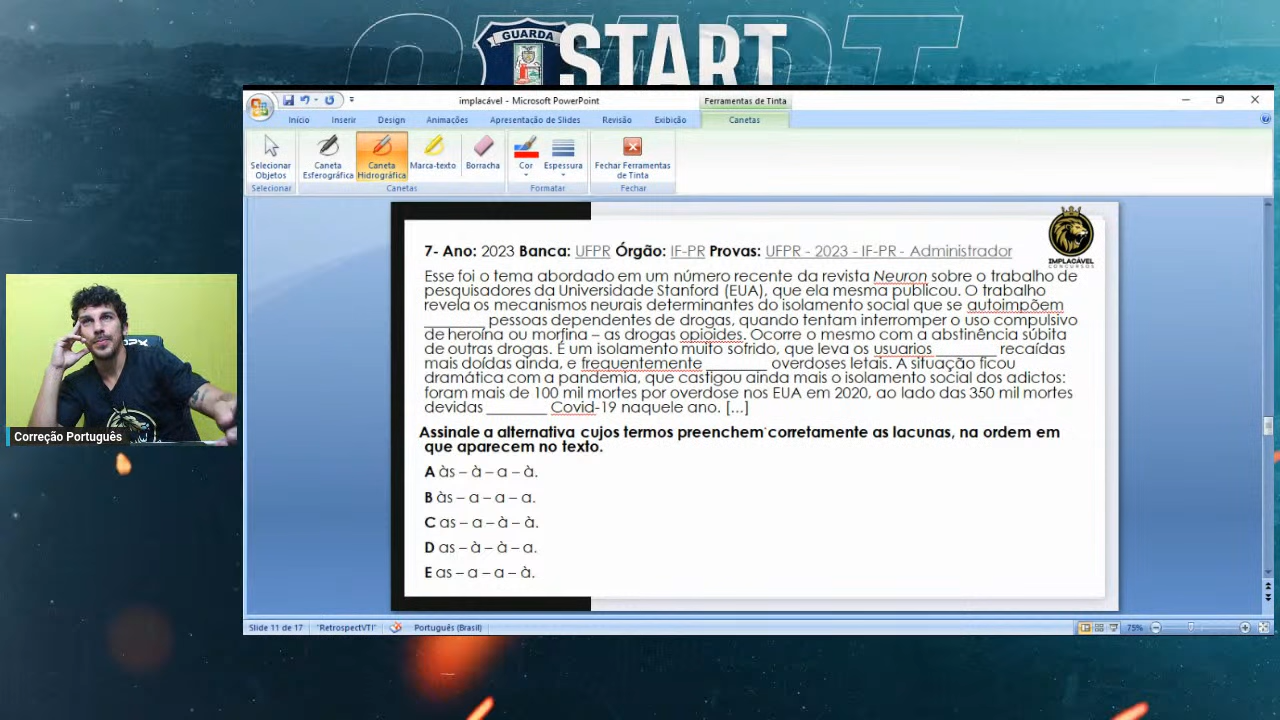 GUARDA
START
implacável - Microsoft PowerPoint
Ferramentas de Tinta
Início Inserir Design Animações Apresentação de Slides Revisão Exibição Canetas
Selecionar Objetos
Caneta Esferográfica
Caneta Hidrográfica
Marca-texto
Borracha
Cor
Espessura
Fechar Ferramentas de Tinta
Selecionar Canetas Formatar Fechar
IMPLACÁVEL
CONCURSOS
7- Ano: 2023 Banca: UFPR Órgão: IF-PR Provas: UFPR - 2023 - IF-PR - Administrador
Esse foi o tema abordado em um número recente da revista Neuron sobre o trabalho de
pesquisadores da Universidade Stanford (EUA), que ela mesma publicou. O trabalho
revela os mecanismos neurais determinantes do isolamento social que se autoimpõem
_______ pessoas dependentes de drogas, quando tentam interromper o uso compulsivo
de heroína ou morfina – as drogas opioides. Ocorre o mesmo com a abstinência súbita
de outras drogas. É um isolamento muito sofrido, que leva os usuarios _______ recaídas
mais doídas ainda, e frequentemente _______ overdoses letais. A situação ficou
dramática com a pandemia, que castigou ainda mais o isolamento social dos adictos:
foram mais de 100 mil mortes por overdose nos EUA em 2020, ao lado das 350 mil mortes
devidas _______ Covid-19 naquele ano. [...]
Assinale a alternativa cujos termos preenchem corretamente as lacunas, na ordem em
que aparecem no texto.
A às – à – a – à.
B às – a – a – a.
C as – a – à – à.
D as – à – à – a.
E as – a – a – à.
Correção Português
Slide 11 de 17 "RetrospectVTI" Português (Brasil) 75%